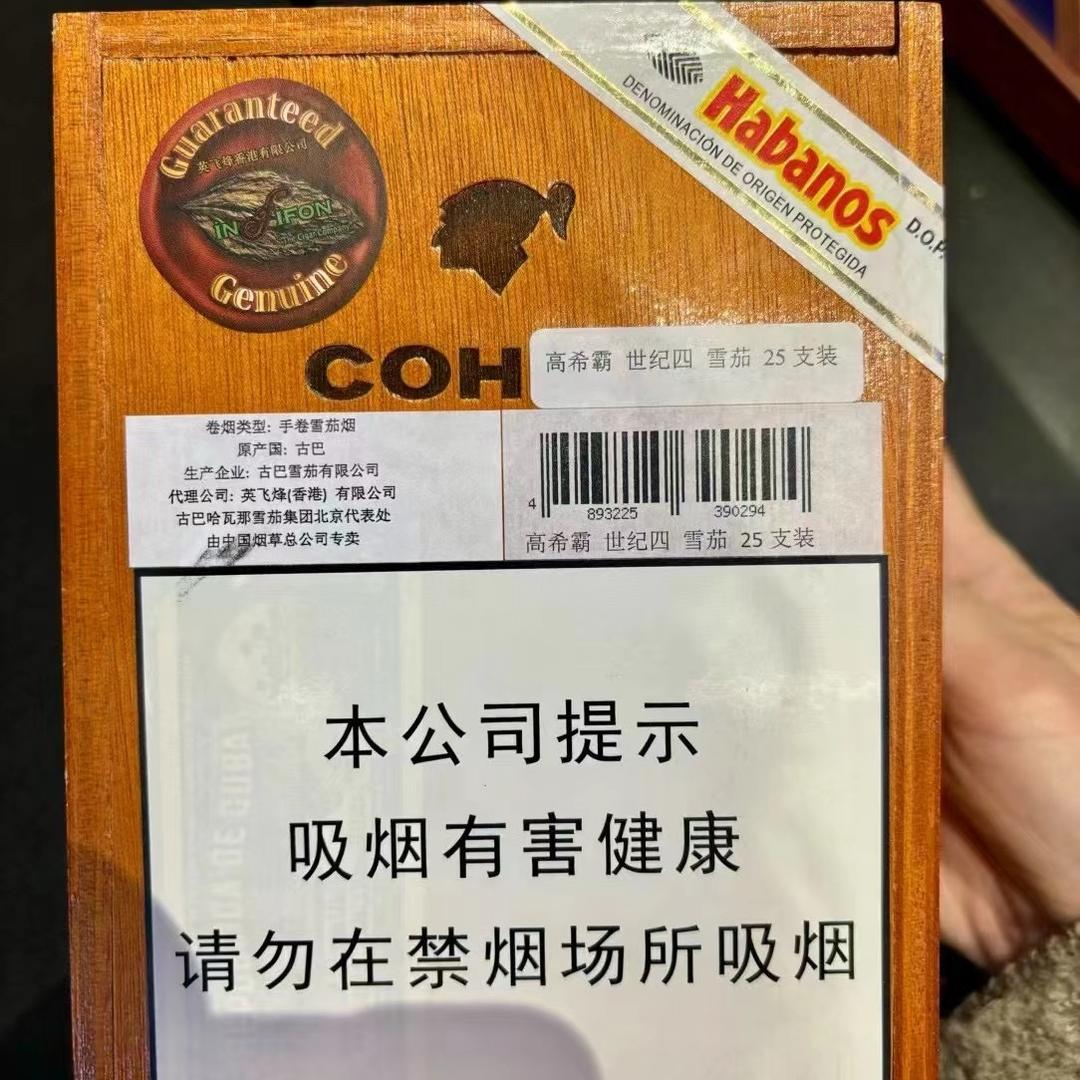 Guaranteed
英飞烽香港有限公司
INFIFON
The Cigar Company
Genuine
Habanos
DENOMINACIÓN DE ORIGEN PROTEGIDA
D.O.P.
COH
高希霸 世纪四 雪茄 25 支装
卷烟类型: 手卷雪茄烟
原产国: 古巴
生产企业: 古巴雪茄有限公司
代理公司: 英飞烽(香港) 有限公司
古巴哈瓦那雪茄集团北京代表处
由中国烟草总公司专卖
4 893225 390294
高希霸 世纪四 雪茄 25 支装
本公司提示
吸烟有害健康
请勿在禁烟场所吸烟